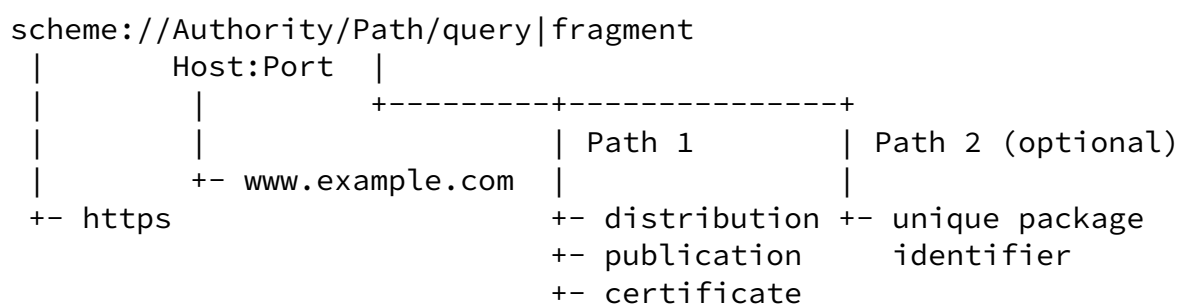 scheme://Authority/Path/query|fragment
 |       Host:Port  |
 |        |         +---------+---------------+
 |        |                   | Path 1        | Path 2 (optional)
 |        +- www.example.com  |               |
 +- https                     +- distribution +- unique package
                              +- publication     identifier
                              +- certificate